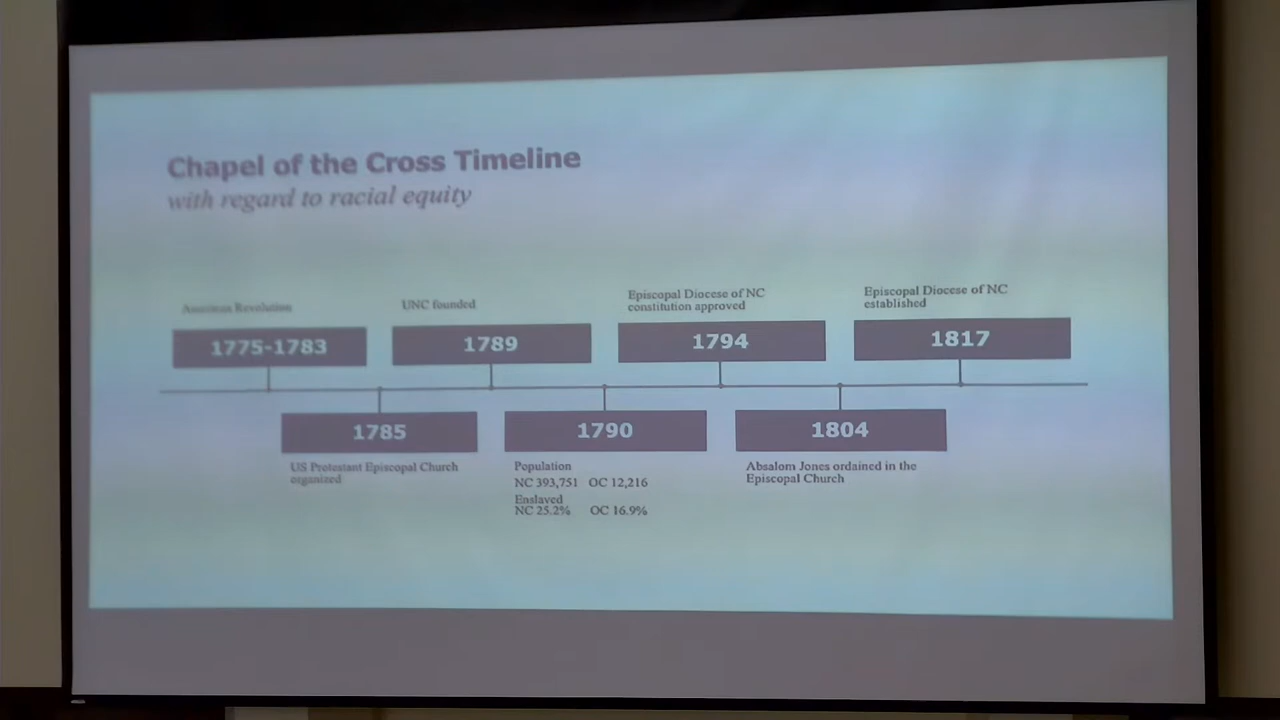 Chapel of the Cross Timeline
with regard to racial equity
American Revolution
1775-1783
UNC founded
1789
Episcopal Diocese of NC
constitution approved
1794
Episcopal Diocese of NC
established
1817
1785
US Protestant Episcopal Church
organized
1790
Population
NC 393,751 OC 12,216
Enslaved
NC 25.2% OC 16.9%
1804
Absalom Jones ordained in the
Episcopal Church